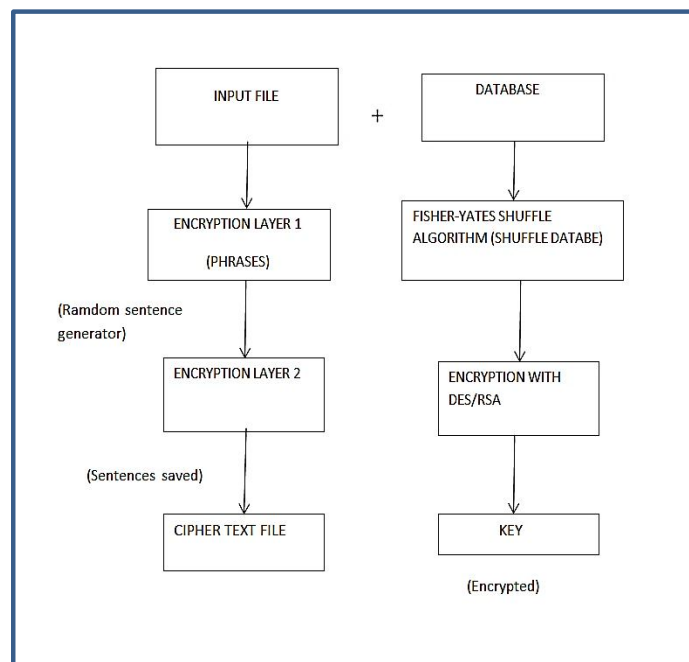 INPUT FILE
+
DATABASE
ENCRYPTION LAYER 1
(PHRASES)
FISHER-YATES SHUFFLE
ALGORITHM (SHUFFLE DATABE)
(Ramdom sentence
generator)
ENCRYPTION LAYER 2
ENCRYPTION WITH
DES/RSA
(Sentences saved)
CIPHER TEXT FILE
KEY
(Encrypted)